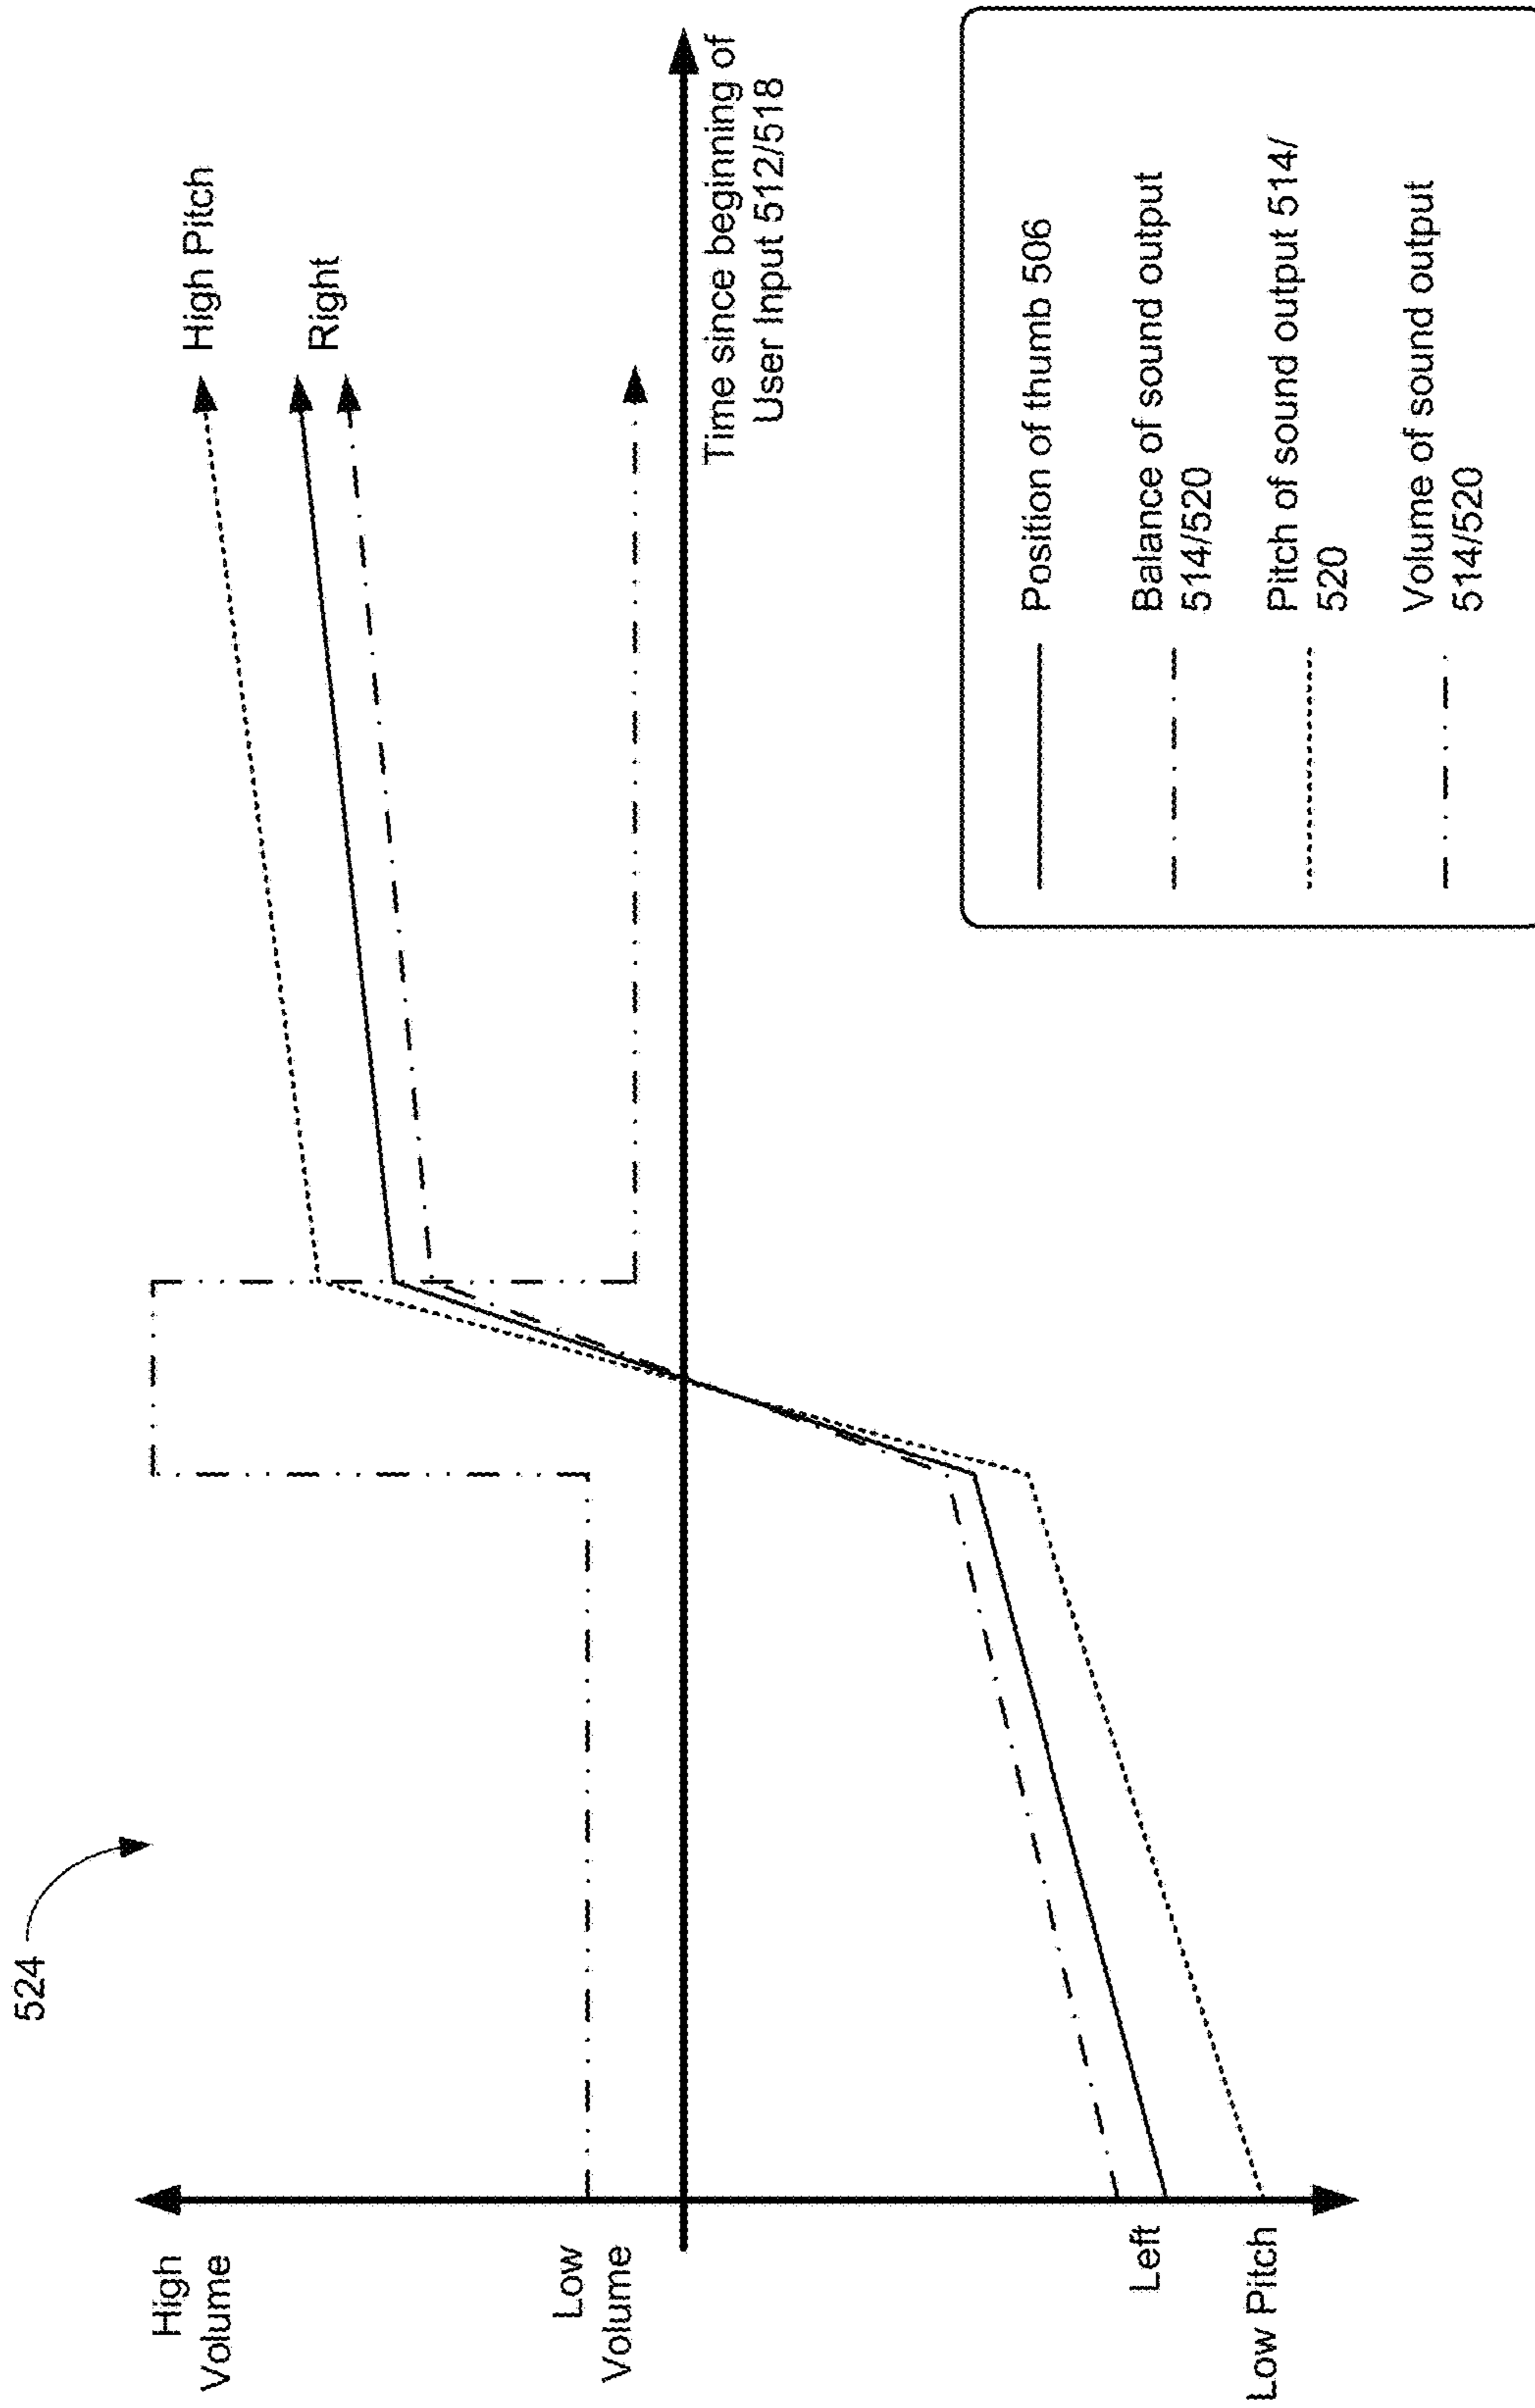 524
High
Volume
Low
Volume
Left
Low Pitch
High Pitch
Right
Time since beginning of
User Input 512/518
Position of thumb 506
Balance of sound output
514/520
Pitch of sound output 514/
520
Volume of sound output
514/520